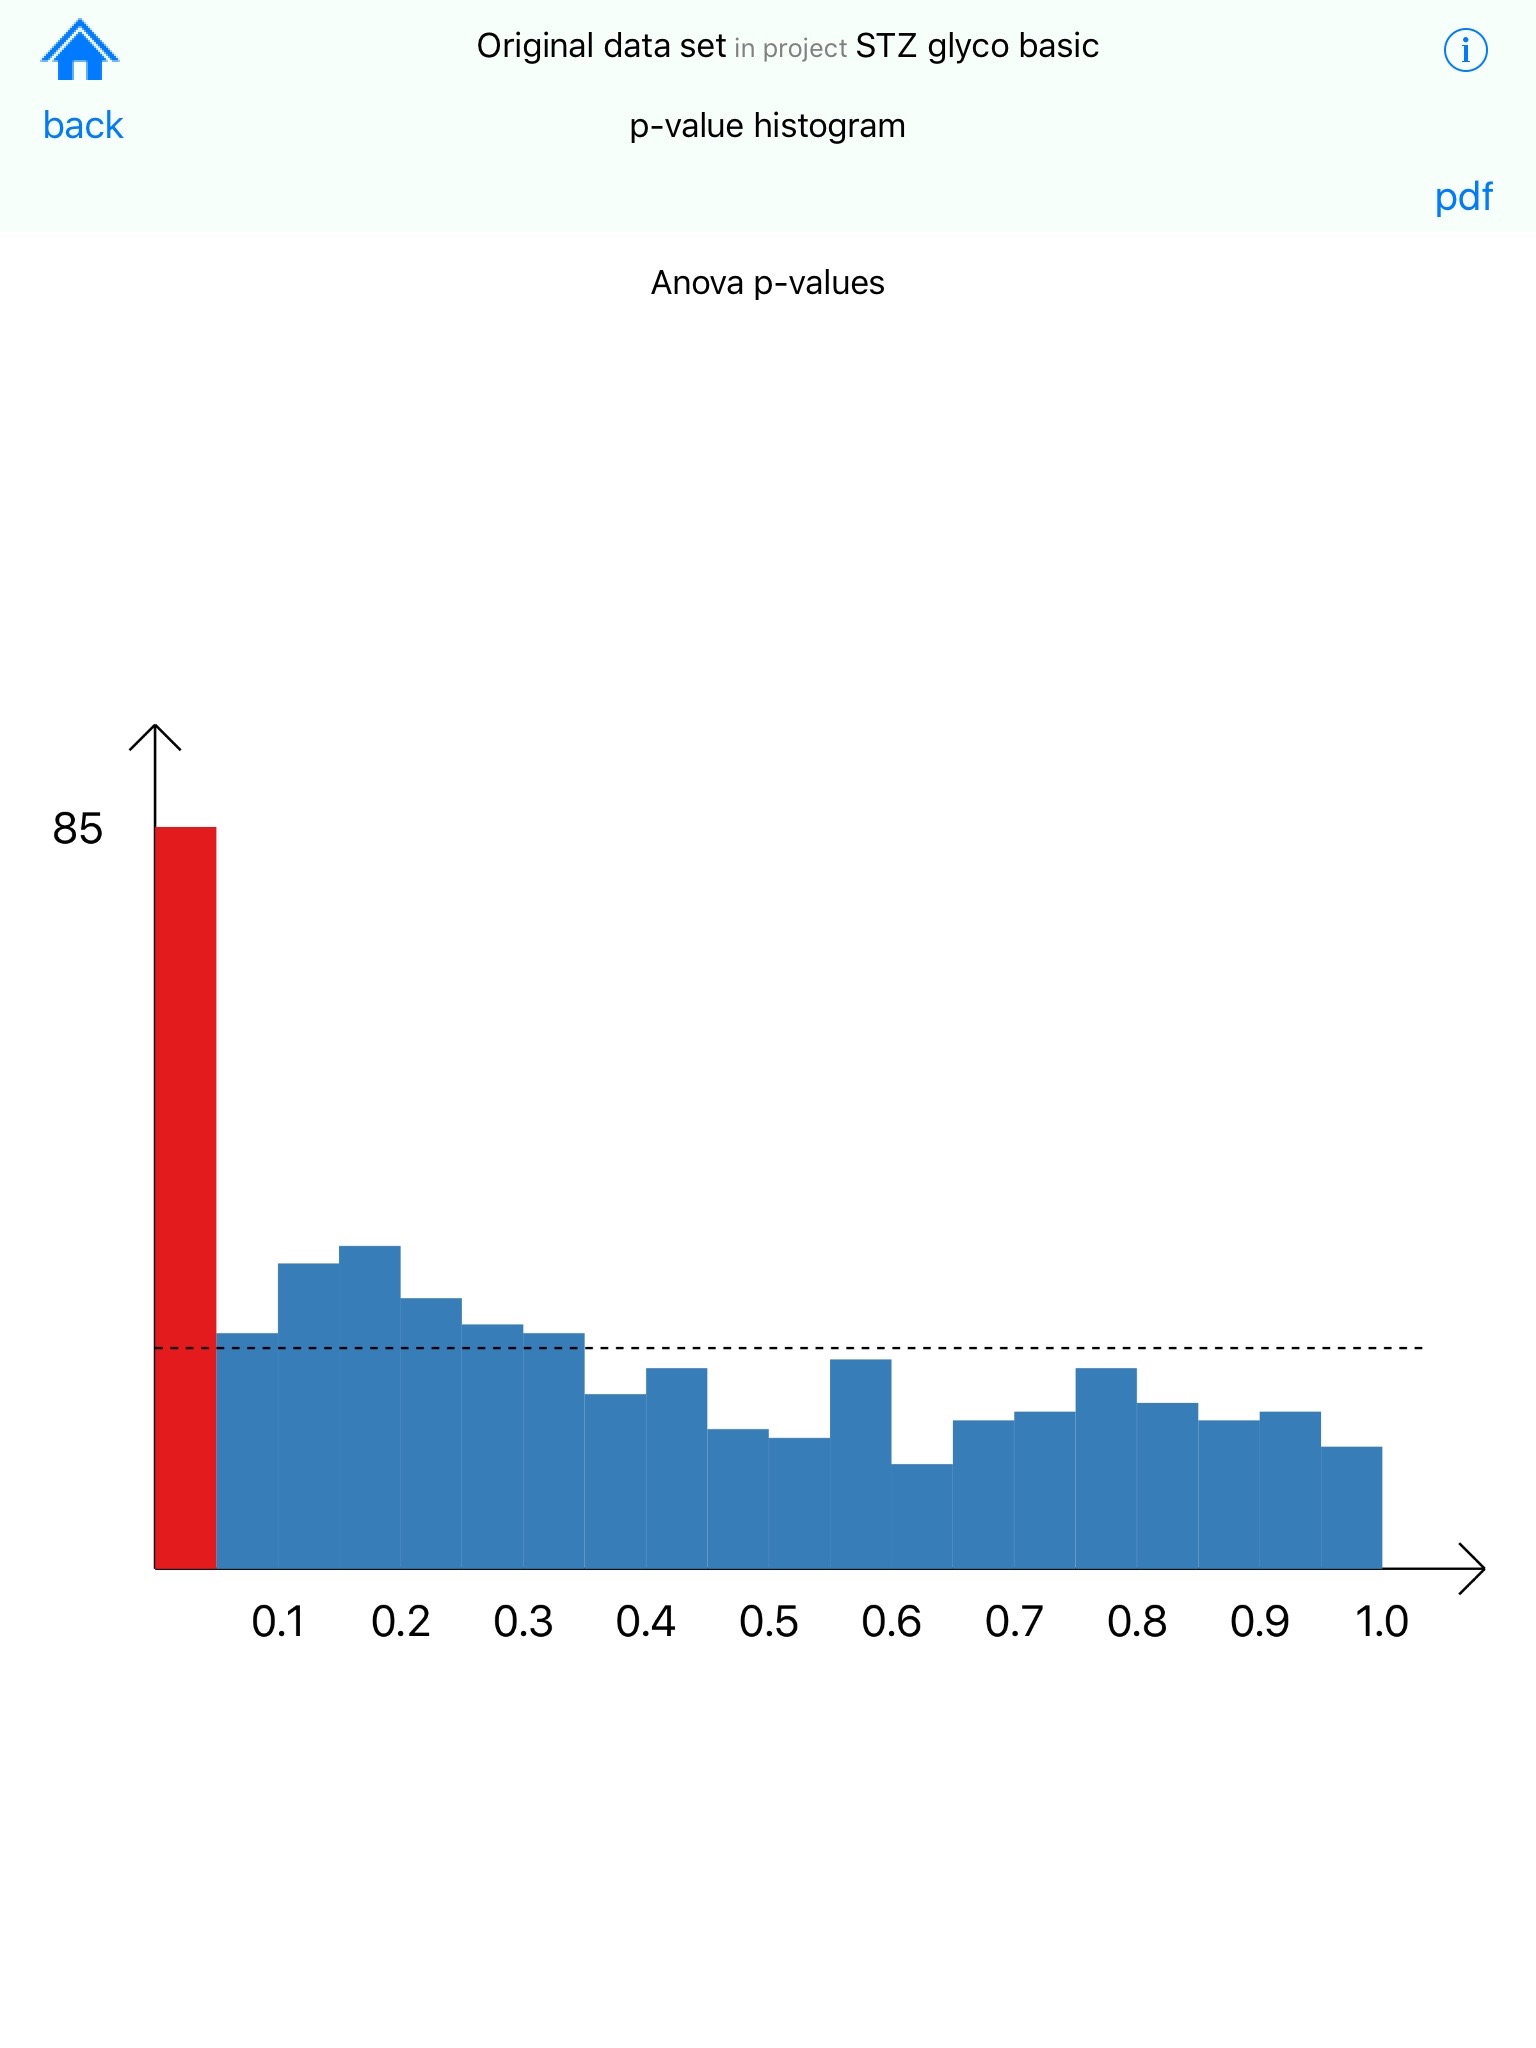 Original data set in project STZ glyco basic
back
p-value histogram
pdf
Anova p-values
85
0.1 0.2 0.3 0.4 0.5 0.6 0.7 0.8 0.9 1.0